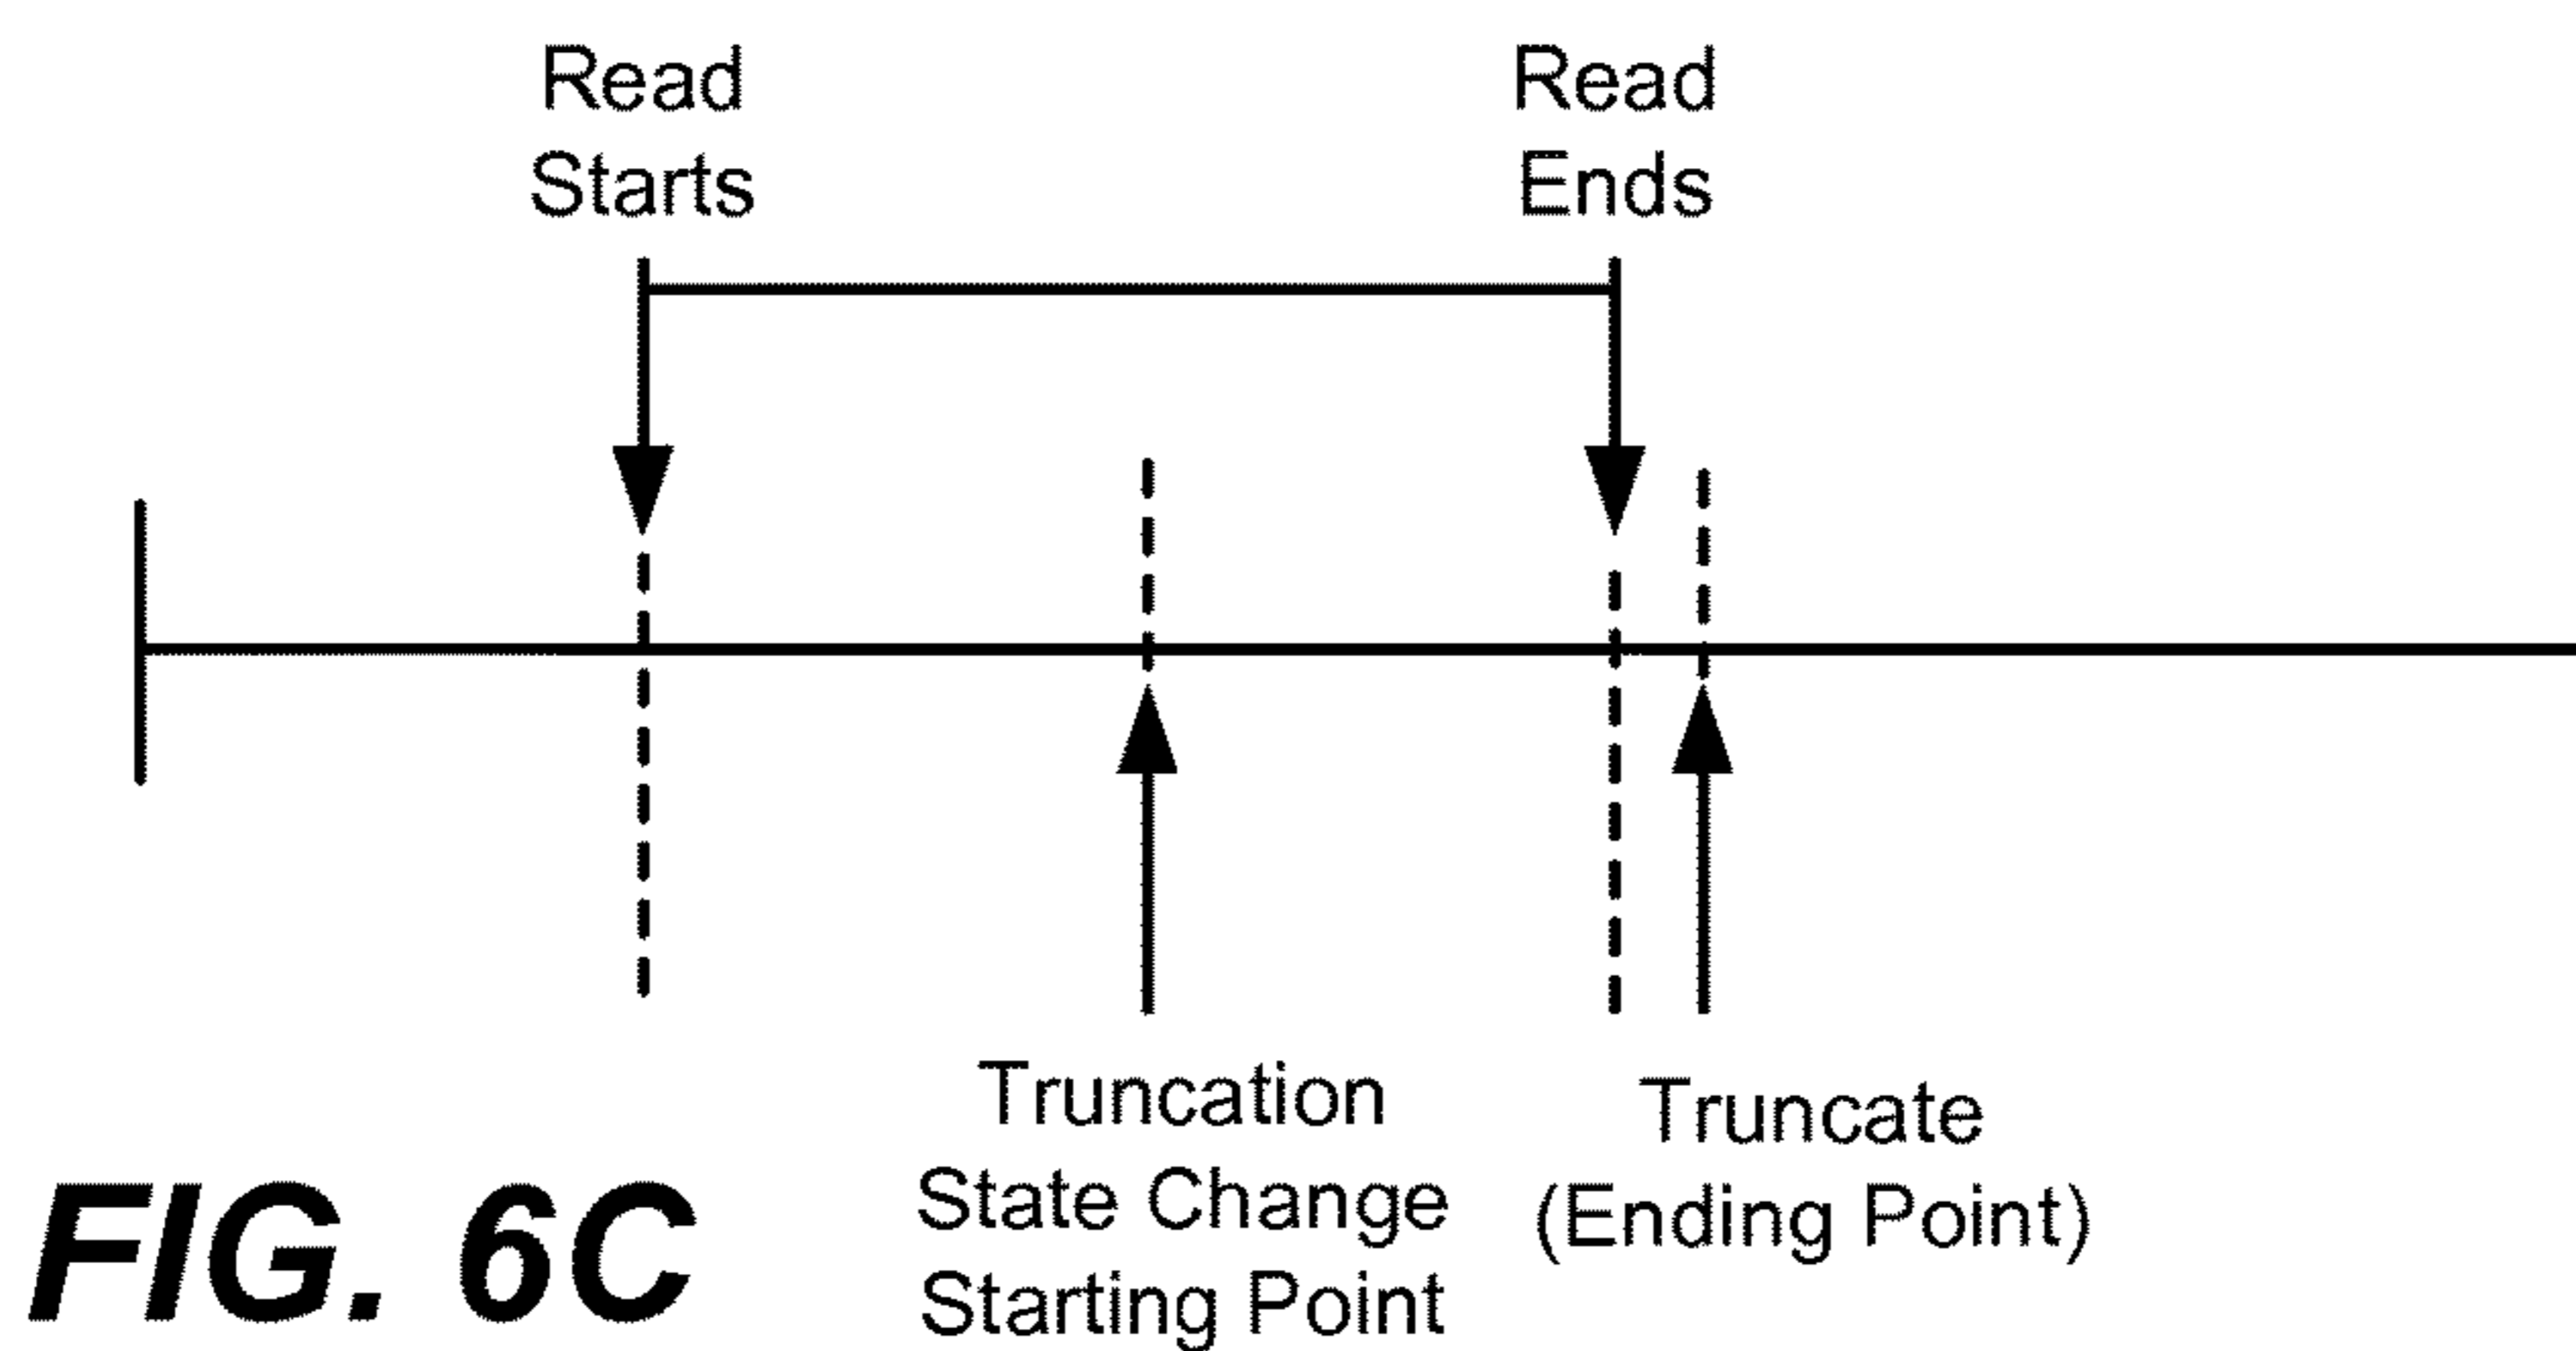 Read
Starts
Read
Ends
Truncation
State Change
Starting Point
Truncate
(Ending Point)
FIG. 6C